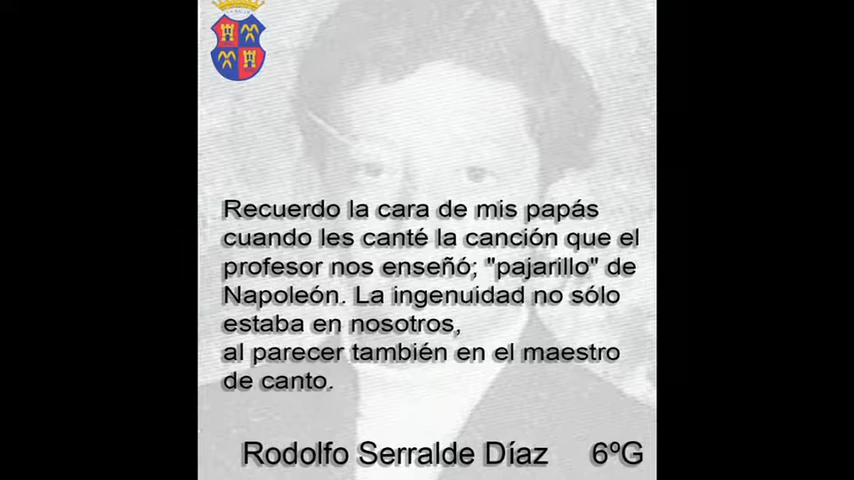 Recuerdo la cara de mis papás
cuando les canté la canción que el
profesor nos enseñó; "pajarillo" de
Napoleón. La ingenuidad no sólo
estaba en nosotros,
al parecer también en el maestro
de canto.
Rodolfo Serralde Díaz 6ºG